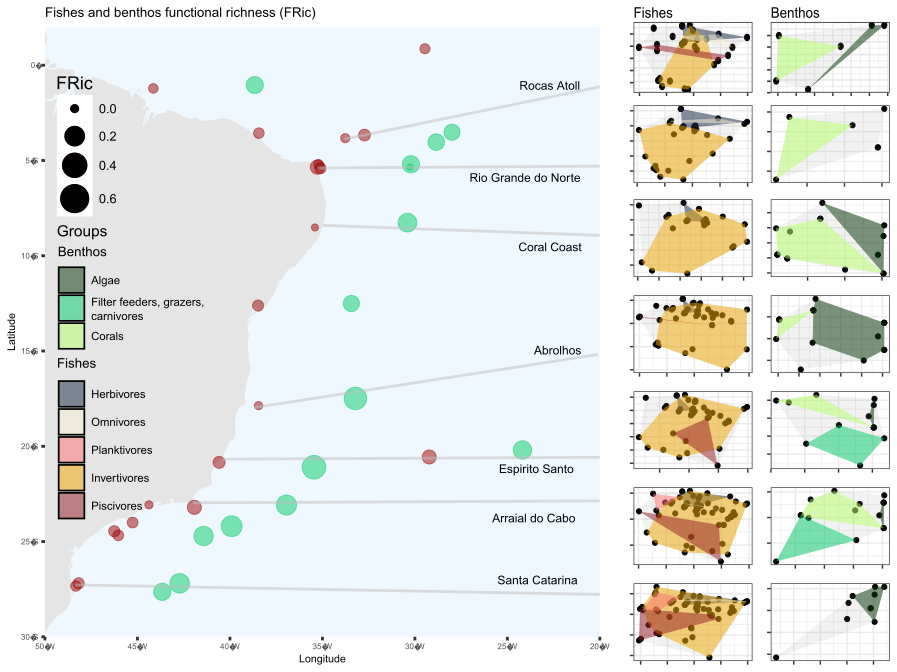 Fishes and benthos functional richness (FRic)
Fishes
Benthos
FRic
0.0
0.2
0.4
0.6
Groups
Benthos
Algae
Filter feeders, grazers,
carnivores
Corals
Fishes
Herbivores
Omnivores
Planktivores
Invertivores
Piscivores
Rocas Atoll
Rio Grande do Norte
Coral Coast
Abrolhos
Espirito Santo
Arraial do Cabo
Santa Catarina
Latitude
0�
5�S
10�S
15�S
20�S
25�S
30�S
50�W
45�W
40�W
35�W
30�W
25�W
20�W
Longitude